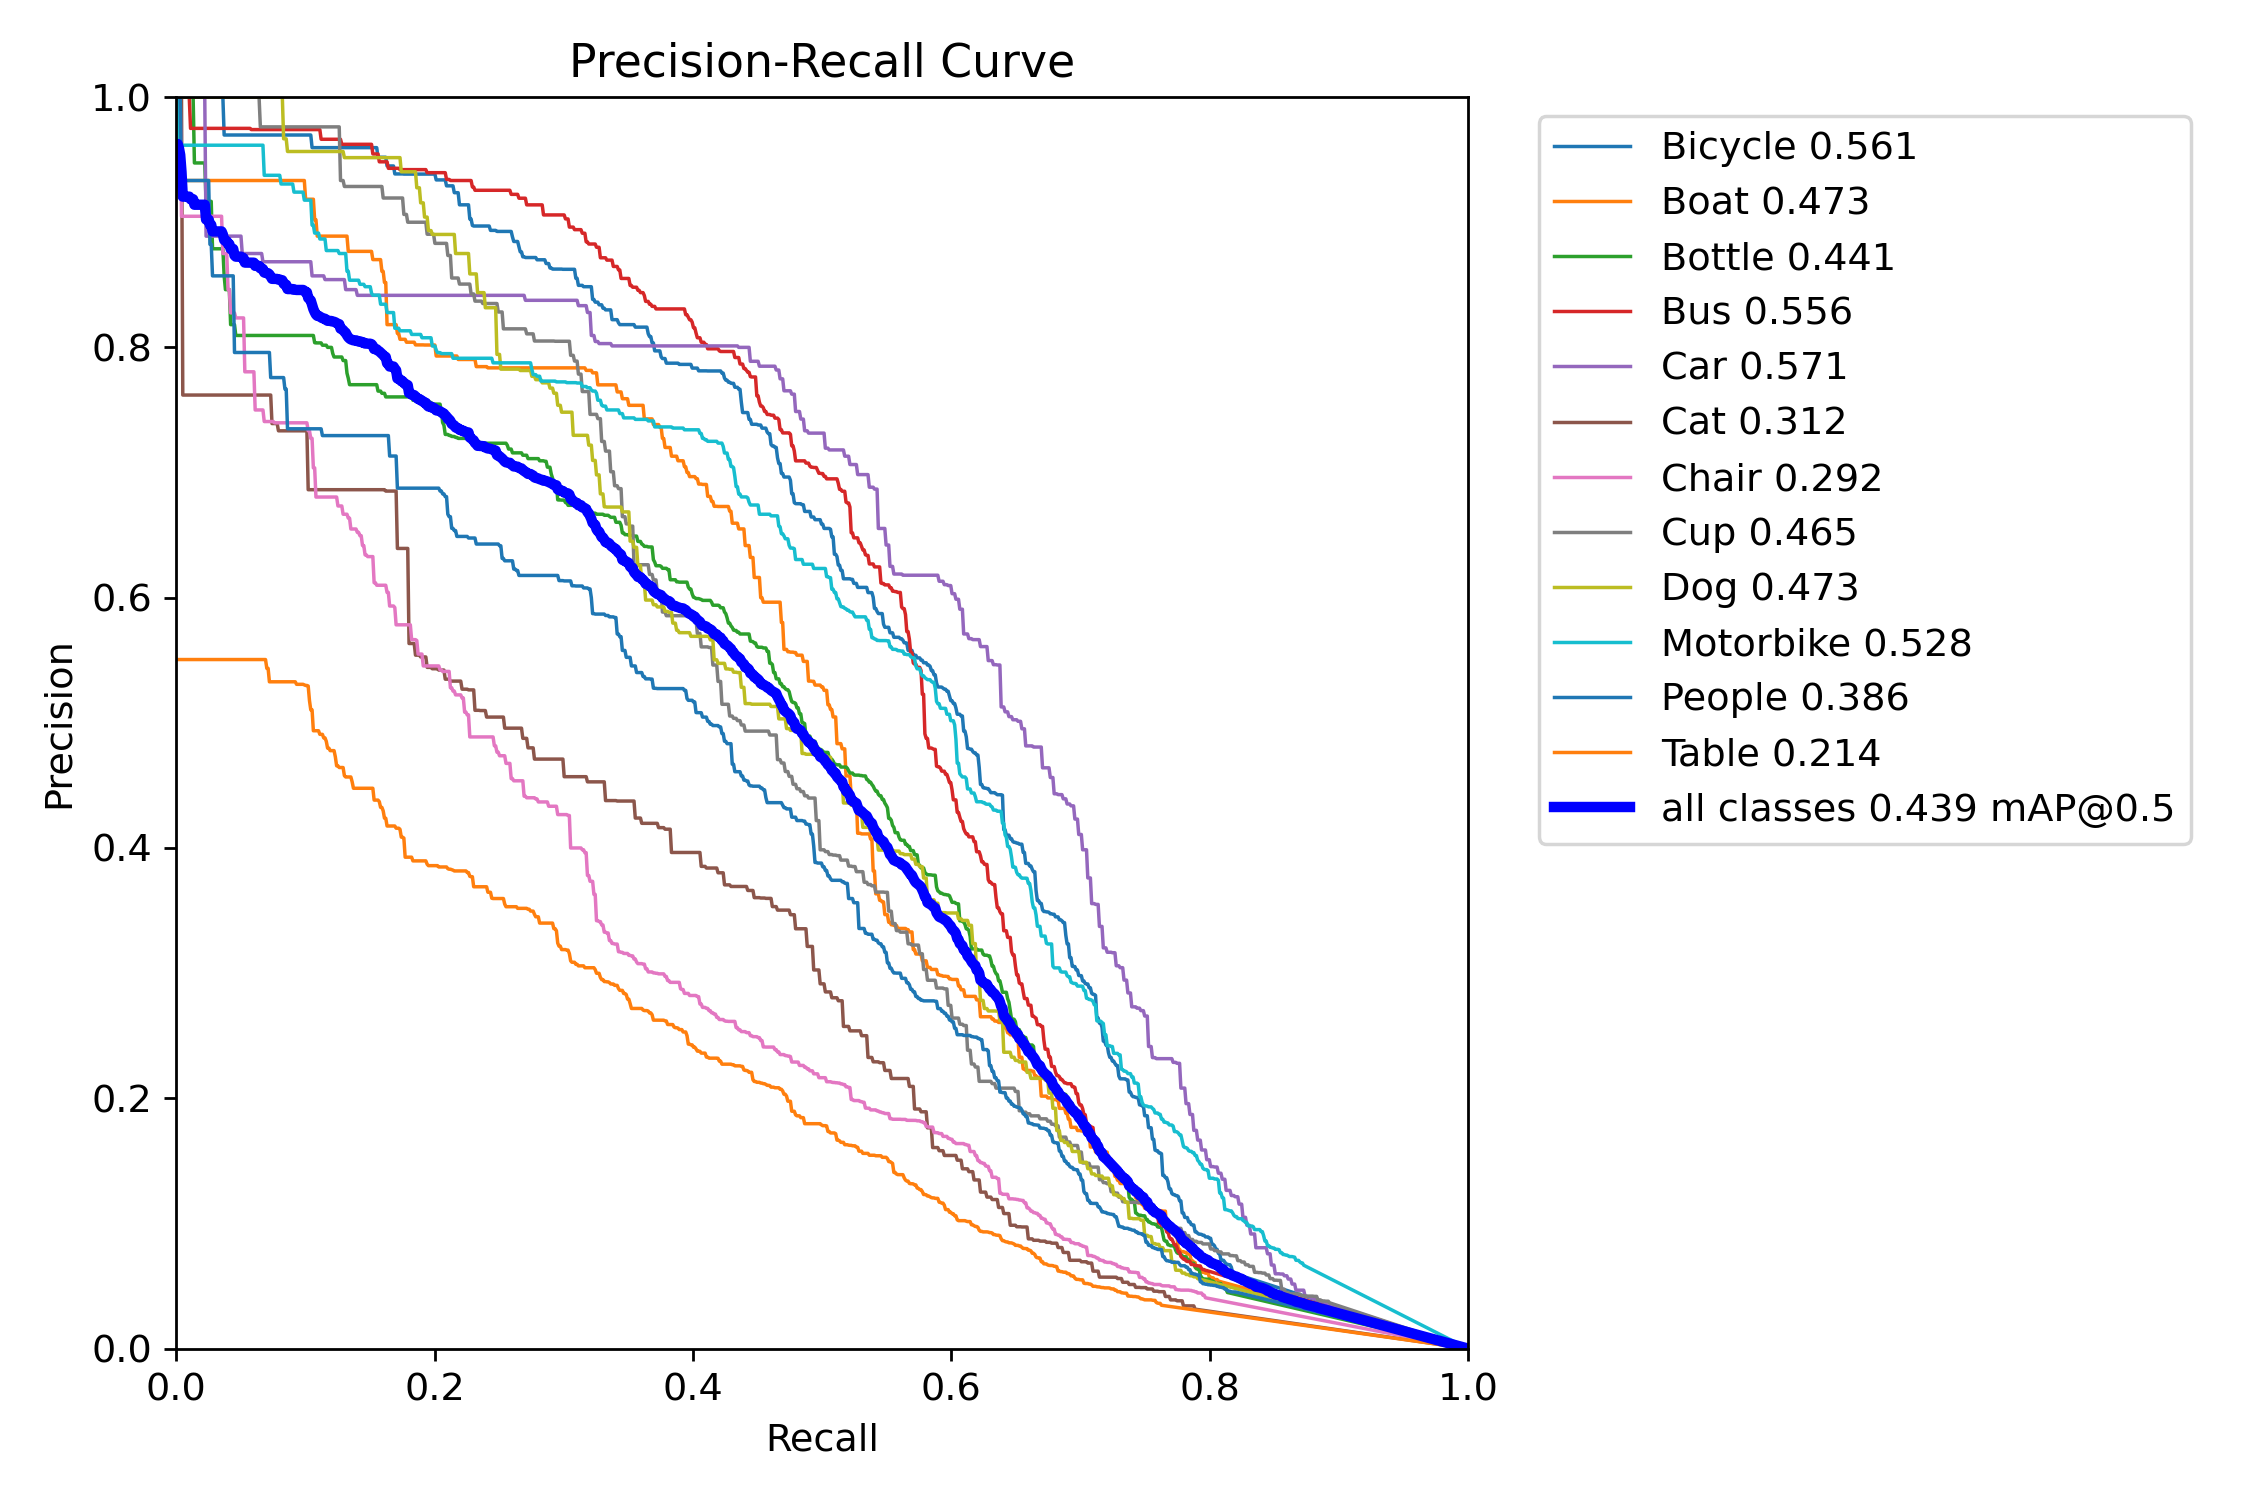 Precision-Recall Curve
1.0
0.8
0.6
0.4
0.2
0.0
Precision
0.0 0.2 0.4 0.6 0.8 1.0
Recall
Bicycle 0.561
Boat 0.473
Bottle 0.441
Bus 0.556
Car 0.571
Cat 0.312
Chair 0.292
Cup 0.465
Dog 0.473
Motorbike 0.528
People 0.386
Table 0.214
all classes 0.439 mAP@0.5